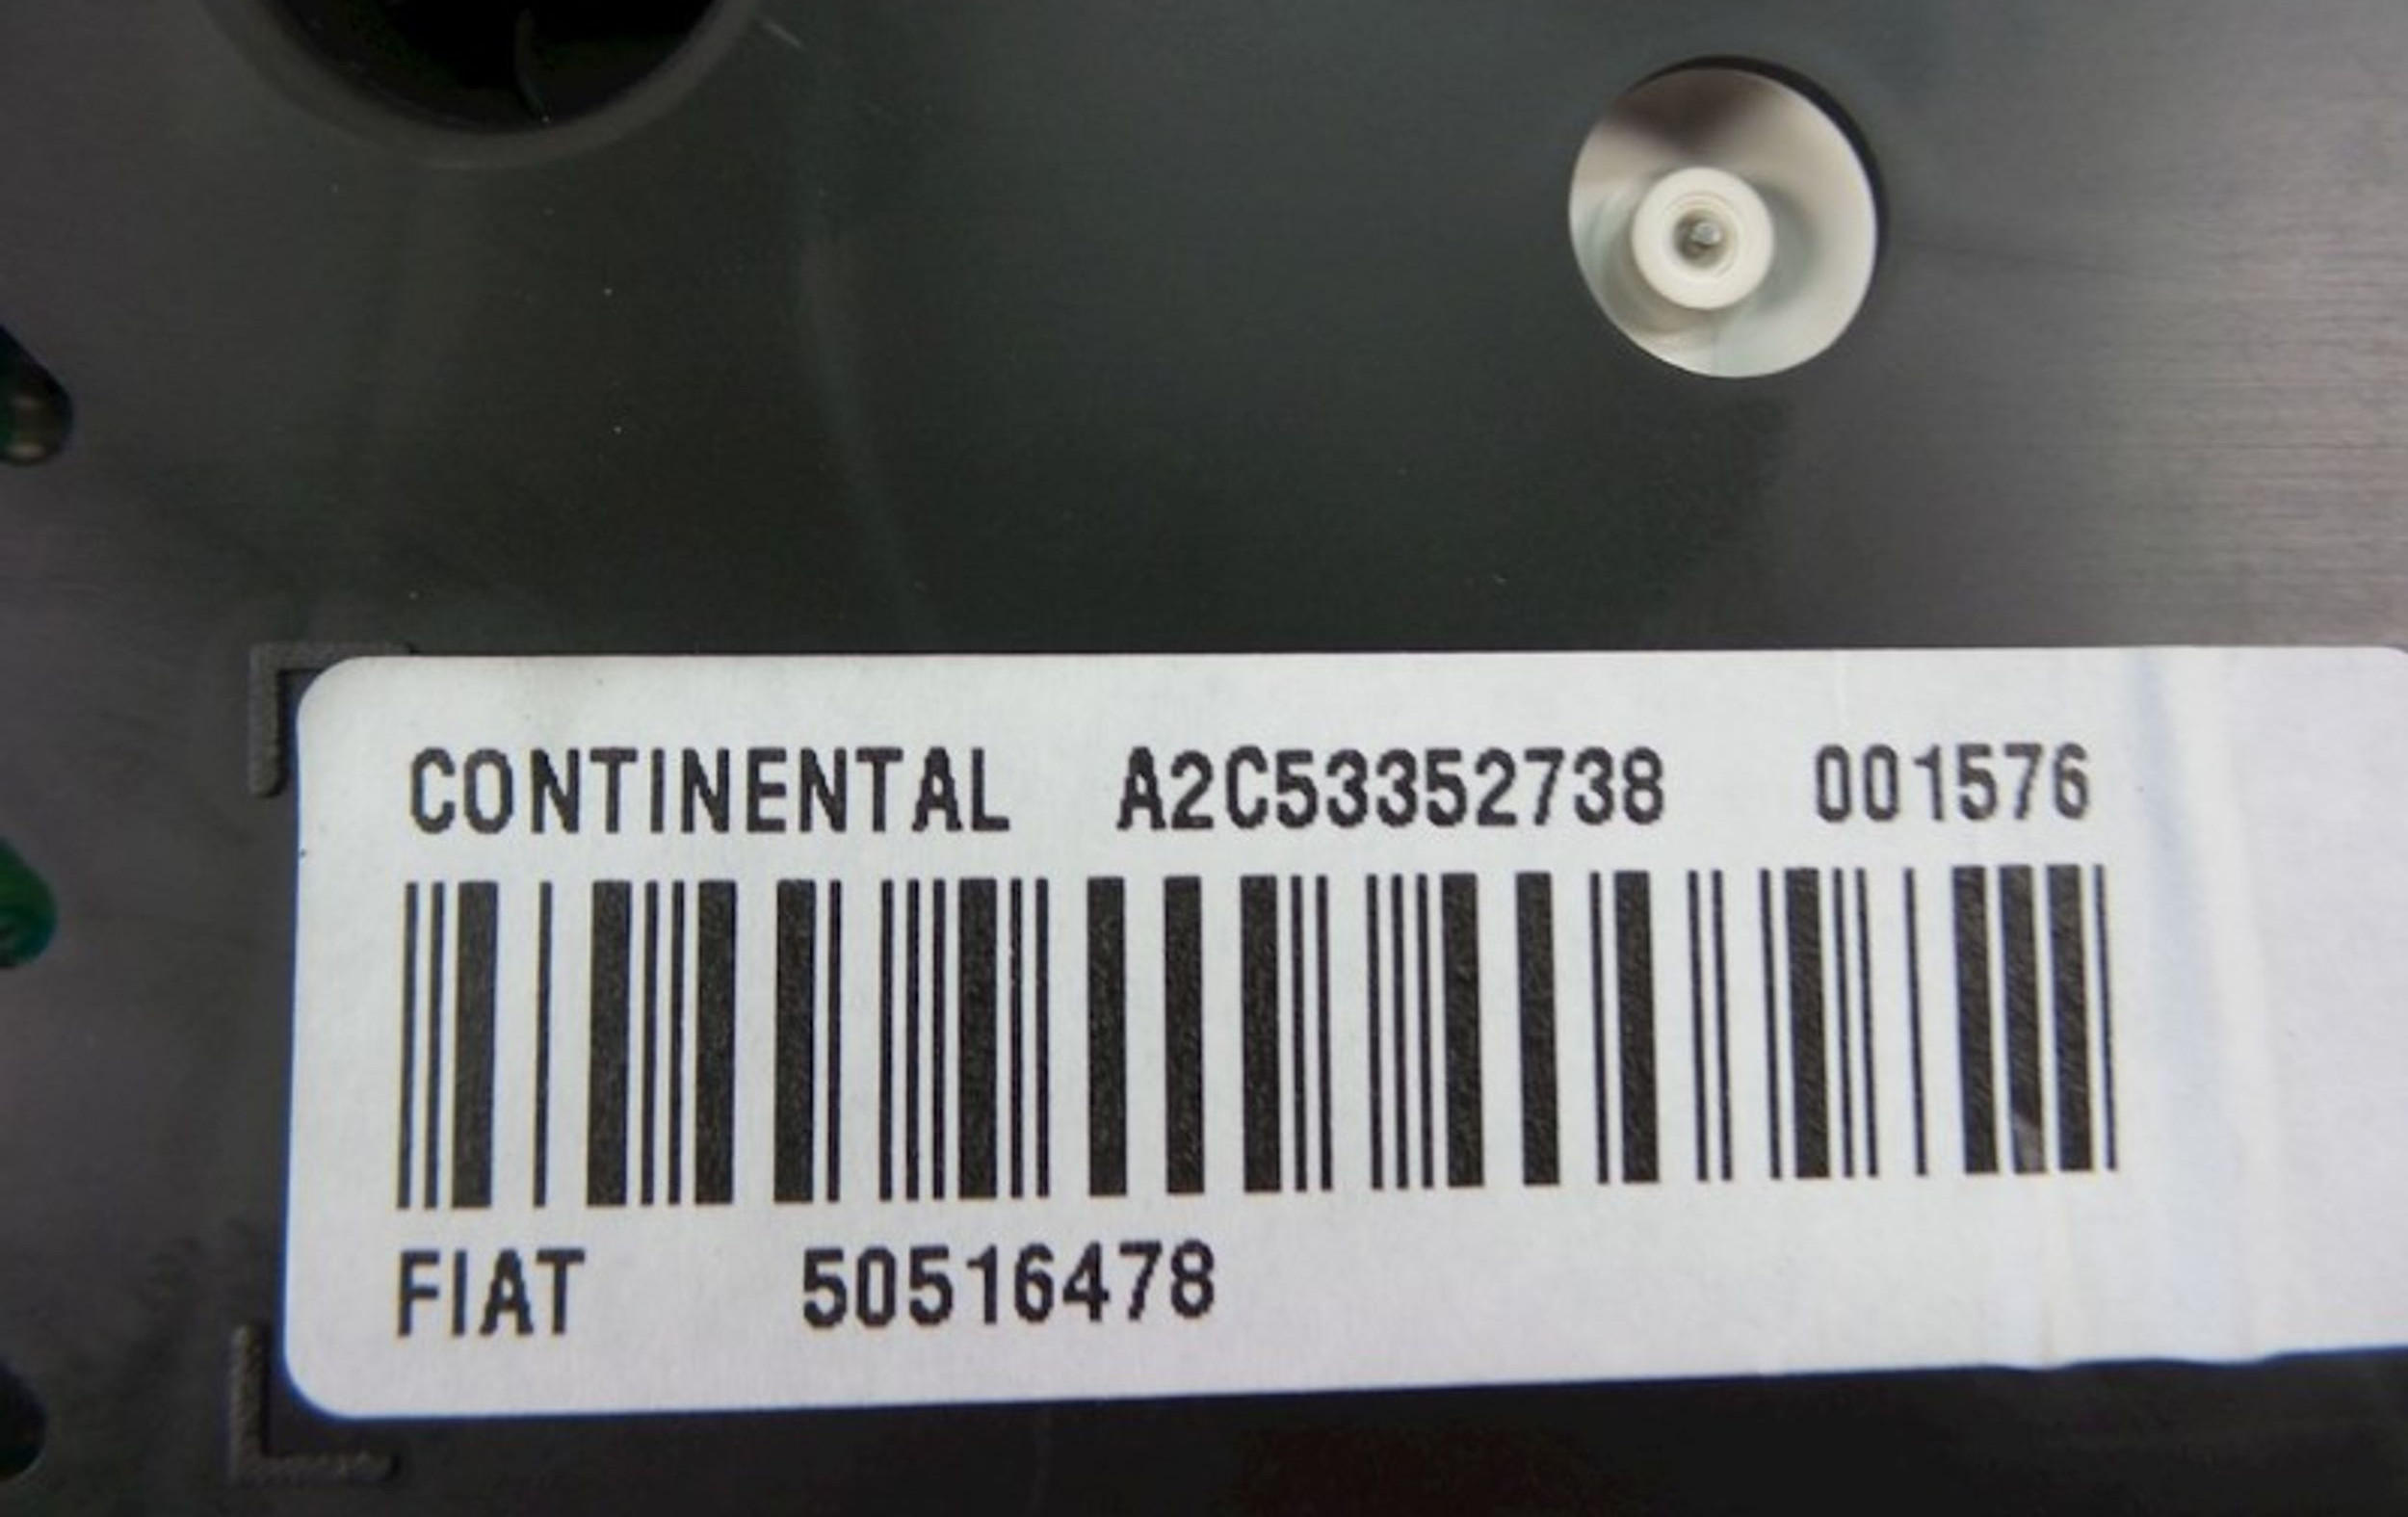 CONTINENTAL A2C53352738 001576
FIAT 50516478